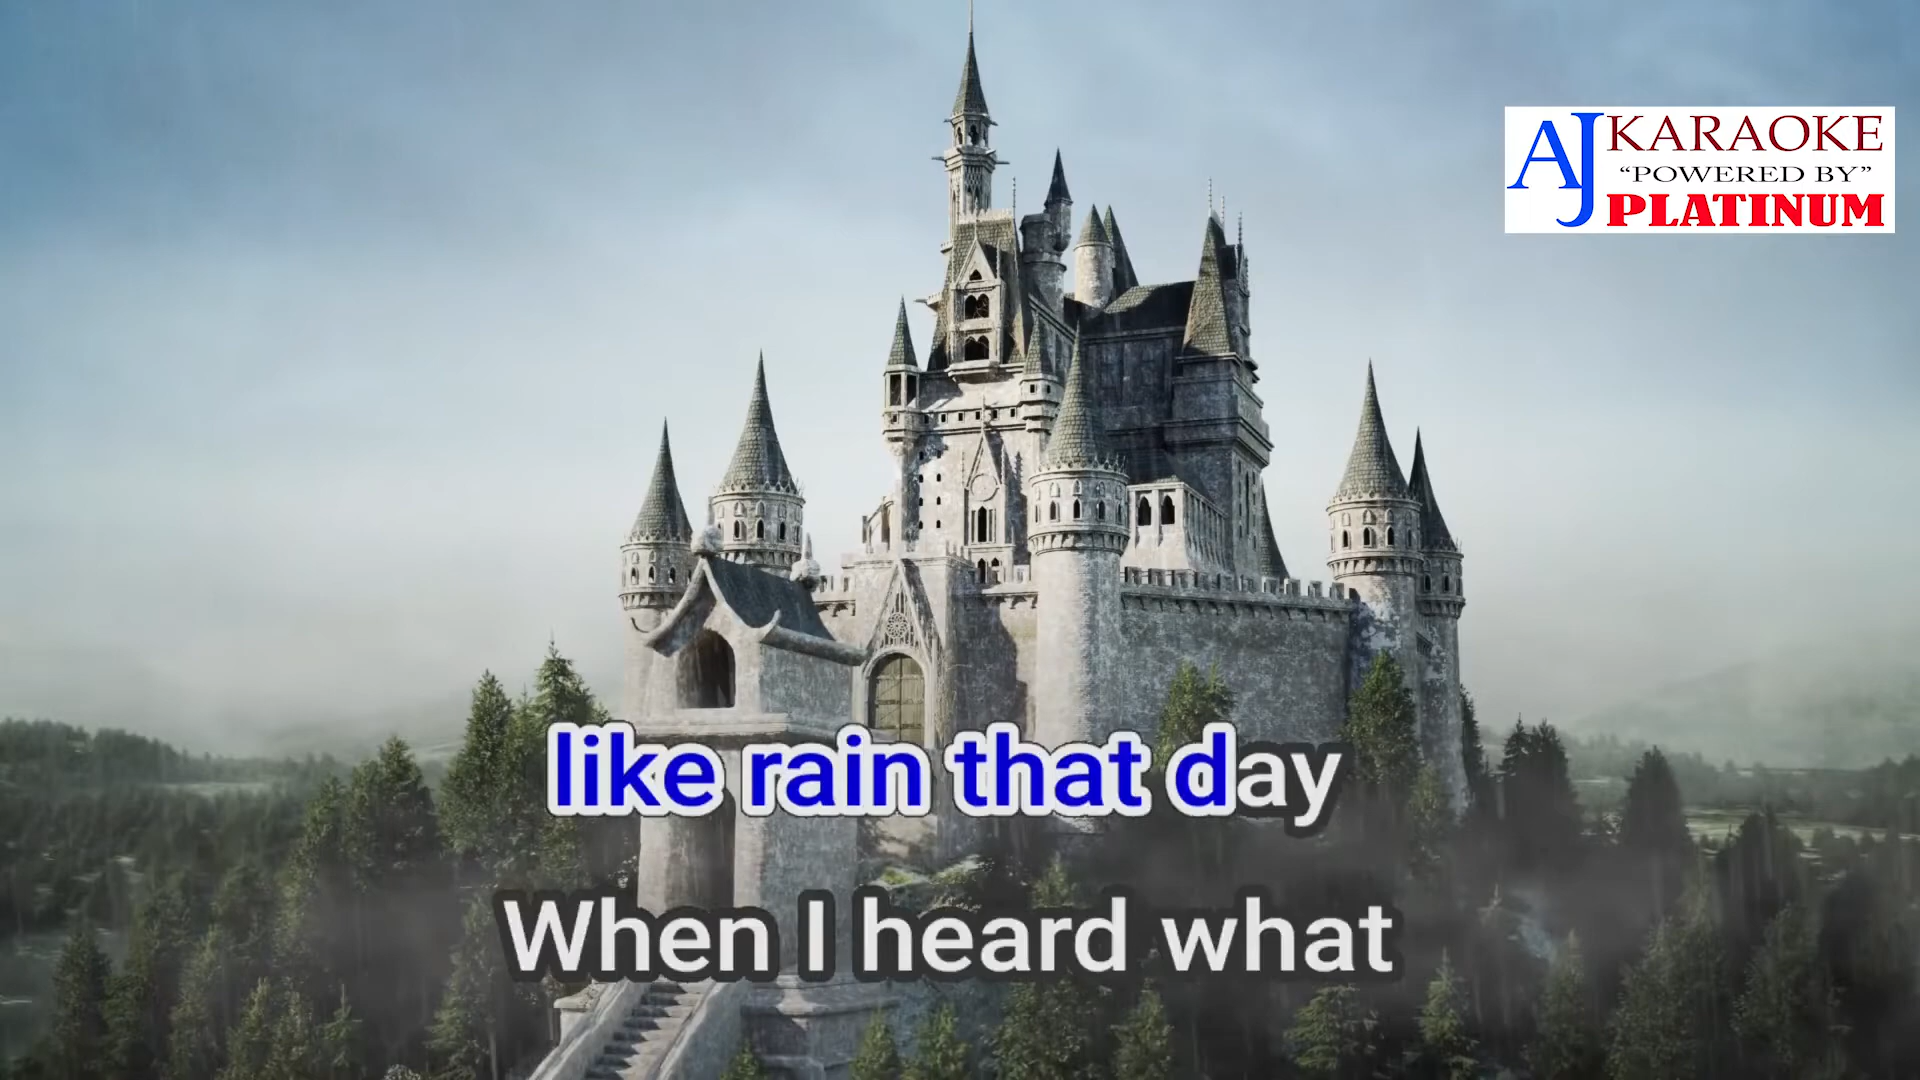 AJ KARAOKE
“POWERED BY”
PLATINUM
like rain that day
When I heard what